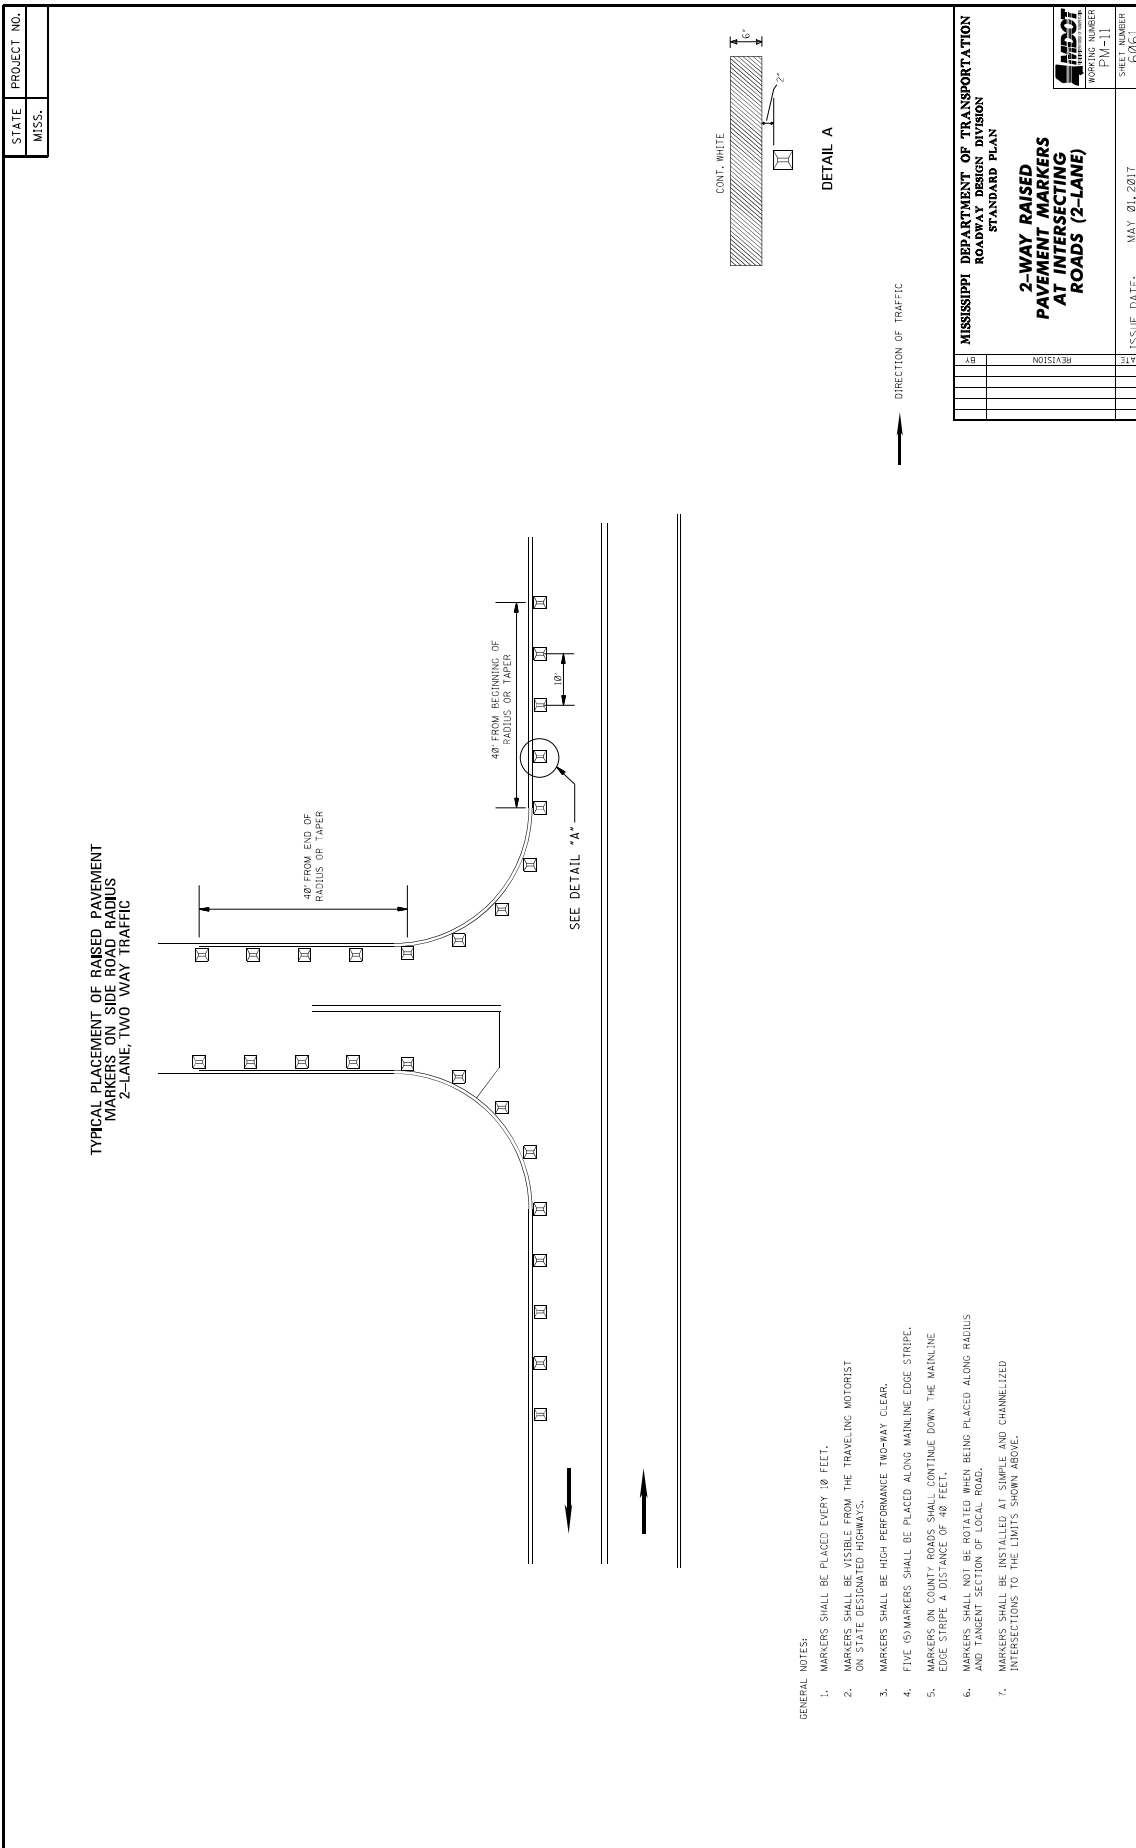 STATE PROJECT NO.
MISS.
TYPICAL PLACEMENT OF RAISED PAVEMENT
MARKERS ON SIDE ROAD RADIUS
2-LANE, TWO WAY TRAFFIC
40' FROM END OF
RADIUS OR TAPER
40' FROM BEGINNING OF
RADIUS OR TAPER
10'
SEE DETAIL "A"
CONT. WHITE
6"
2"
DETAIL A
DIRECTION OF TRAFFIC
GENERAL NOTES:
1. MARKERS SHALL BE PLACED EVERY 10 FEET.
2. MARKERS SHALL BE VISIBLE FROM THE TRAVELING MOTORIST
ON STATE DESIGNATED HIGHWAYS.
3. MARKERS SHALL BE HIGH PERFORMANCE TWO-WAY CLEAR.
4. FIVE (5) MARKERS SHALL BE PLACED ALONG MAINLINE EDGE STRIPE.
5. MARKERS ON COUNTY ROADS SHALL CONTINUE DOWN THE MAINLINE
EDGE STRIPE A DISTANCE OF 40 FEET.
6. MARKERS SHALL NOT BE ROTATED WHEN BEING PLACED ALONG RADIUS
AND TANGENT SECTION OF LOCAL ROAD.
7. MARKERS SHALL BE INSTALLED AT SIMPLE AND CHANNELIZED
INTERSECTIONS TO THE LIMITS SHOWN ABOVE.
BY
REVISION
MISSISSIPPI DEPARTMENT OF TRANSPORTATION
ROADWAY DESIGN DIVISION
STANDARD PLAN
2-WAY RAISED
PAVEMENT MARKERS
AT INTERSECTING
ROADS (2-LANE)
MDOT
WORKING NUMBER
PM-11
SHEET NUMBER
6061
ISSUE DATE: MAY 01, 2017